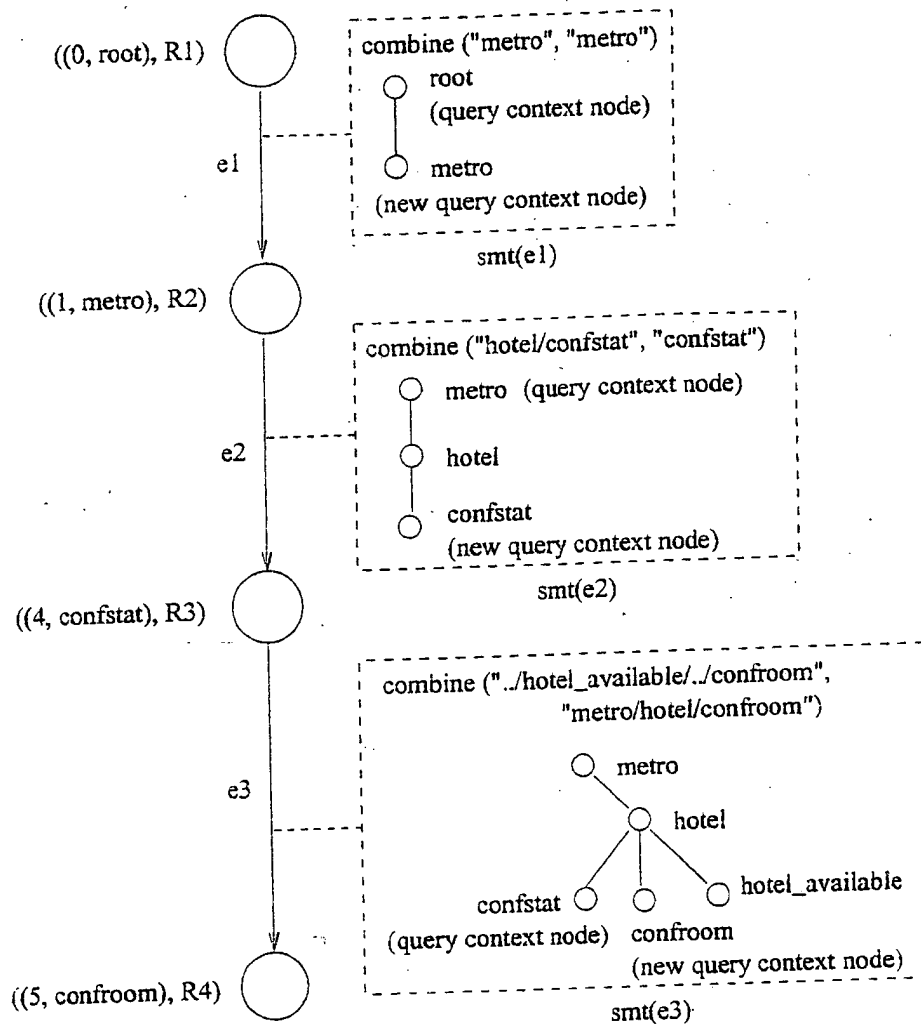 ((0, root), R1)
combine ("metro", "metro")
root
(query context node)
metro
(new query context node)
e1
smt(e1)
((1, metro), R2)
combine ("hotel/confstat", "confstat")
metro (query context node)
hotel
confstat
(new query context node)
e2
smt(e2)
((4, confstat), R3)
combine ("../hotel_available/../confroom",
"metro/hotel/confroom")
metro
hotel
e3
confstat
(query context node)
confroom
(new query context node)
hotel_available
((5, confroom), R4)
smt(e3)